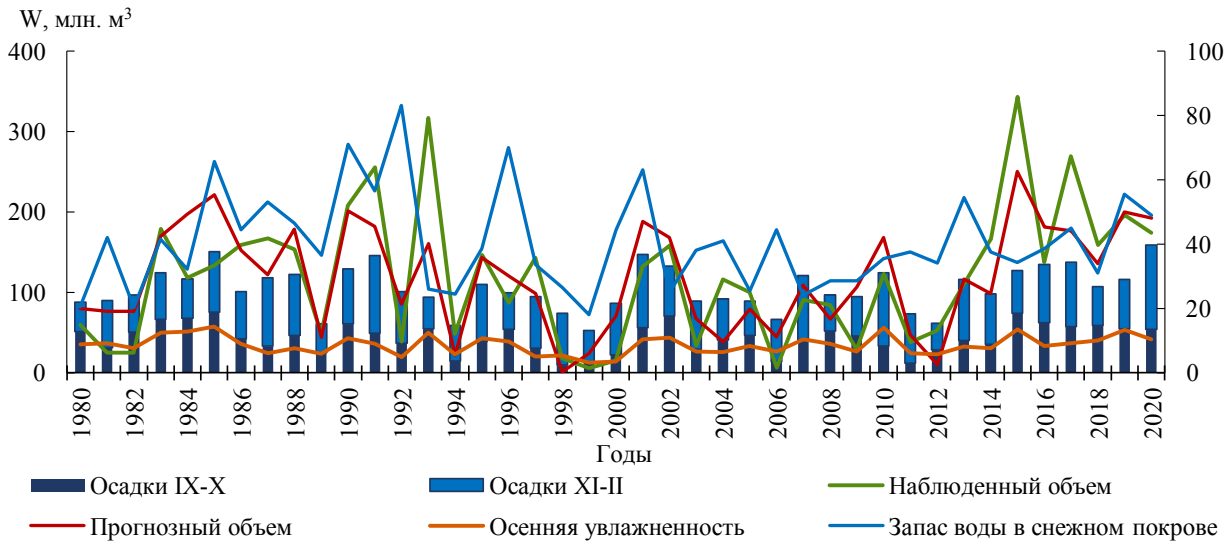 W, млн. м³
400 100
300 80
60
200
40
100
20
0 0
1980 1982 1984 1986 1988 1990 1992 1994 1996 1998 2000 2002 2004 2006 2008 2010 2012 2014 2016 2018 2020
Годы
Осадки IX-X Осадки XI-II Наблюденный объем
Прогнозный объем Осенняя увлажненность Запас воды в снежном покрове